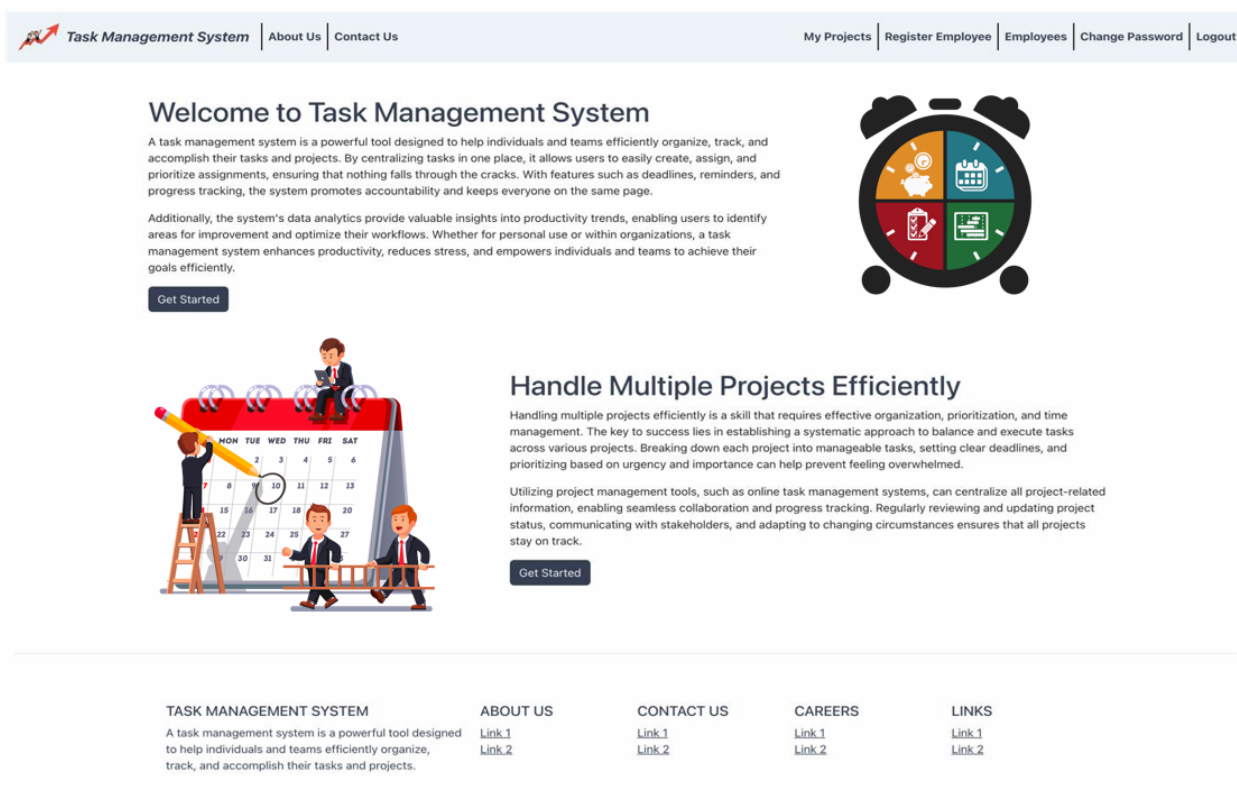 Task Management System About Us Contact Us My Projects Register Employee Employees Change Password Logout
Welcome to Task Management System
A task management system is a powerful tool designed to help individuals and teams efficiently organize, track, and
accomplish their tasks and projects. By centralizing tasks in one place, it allows users to easily create, assign, and
prioritize assignments, ensuring that nothing falls through the cracks. With features such as deadlines, reminders, and
progress tracking, the system promotes accountability and keeps everyone on the same page.
Additionally, the system's data analytics provide valuable insights into productivity trends, enabling users to identify
areas for improvement and optimize their workflows. Whether for personal use or within organizations, a task
management system enhances productivity, reduces stress, and empowers individuals and teams to achieve their
goals efficiently.
Get Started
MON TUE WED THU FRI SAT
2 3 4 5 6
7 8 9 10 11 12 13
15 16 17 18 20
22 23 24 25 27
30 31
Handle Multiple Projects Efficiently
Handling multiple projects efficiently is a skill that requires effective organization, prioritization, and time
management. The key to success lies in establishing a systematic approach to balance and execute tasks
across various projects. Breaking down each project into manageable tasks, setting clear deadlines, and
prioritizing based on urgency and importance can help prevent feeling overwhelmed.
Utilizing project management tools, such as online task management systems, can centralize all project-related
information, enabling seamless collaboration and progress tracking. Regularly reviewing and updating project
status, communicating with stakeholders, and adapting to changing circumstances ensures that all projects
stay on track.
Get Started
TASK MANAGEMENT SYSTEM
A task management system is a powerful tool designed
to help individuals and teams efficiently organize,
track, and accomplish their tasks and projects.
ABOUT US
Link 1
Link 2
CONTACT US
Link 1
Link 2
CAREERS
Link 1
Link 2
LINKS
Link 1
Link 2